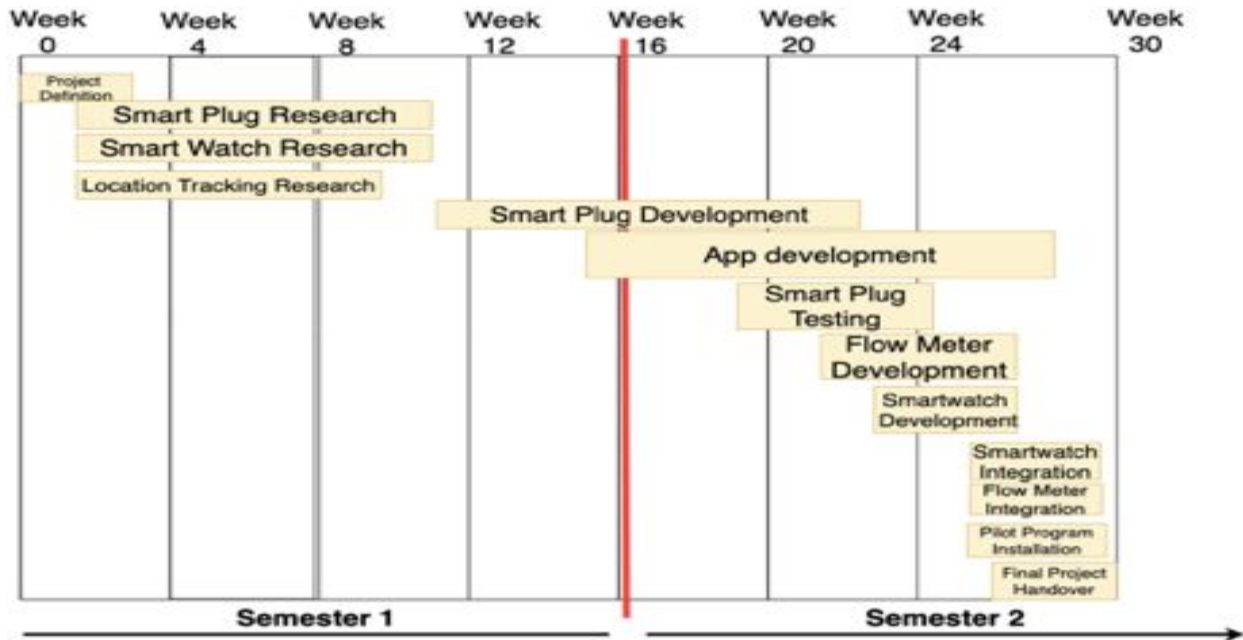 Week Week Week Week Week Week Week Week
0 4 8 12 16 20 24 30
Project
Definition
Smart Plug Research
Smart Watch Research
Location Tracking Research
Smart Plug Development
App development
Smart Plug
Testing
Flow Meter
Development
Smartwatch
Development
Smartwatch
Integration
Flow Meter
Integration
Pilot Program
Installation
Final Project
Handover
Semester 1 Semester 2